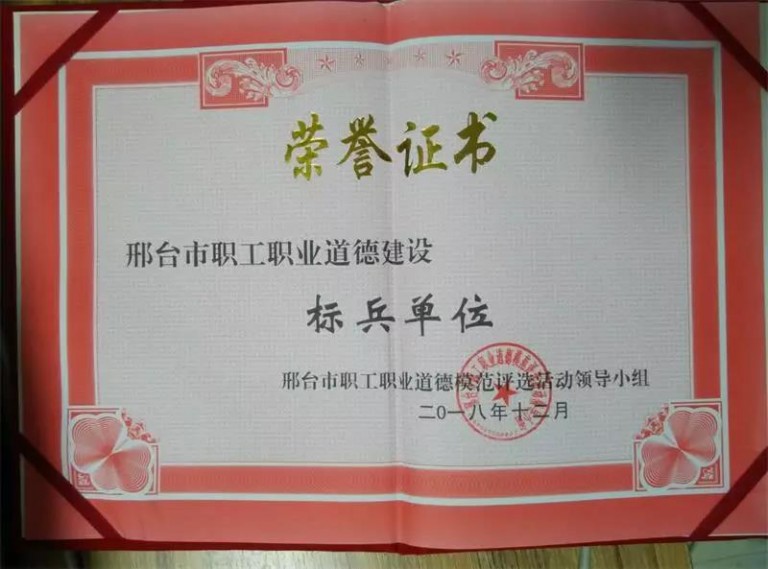 荣誉证书
邢台市职工职业道德建设
标兵单位
邢台市职工职业道德模范评选活动领导小组
二0一八年十二月